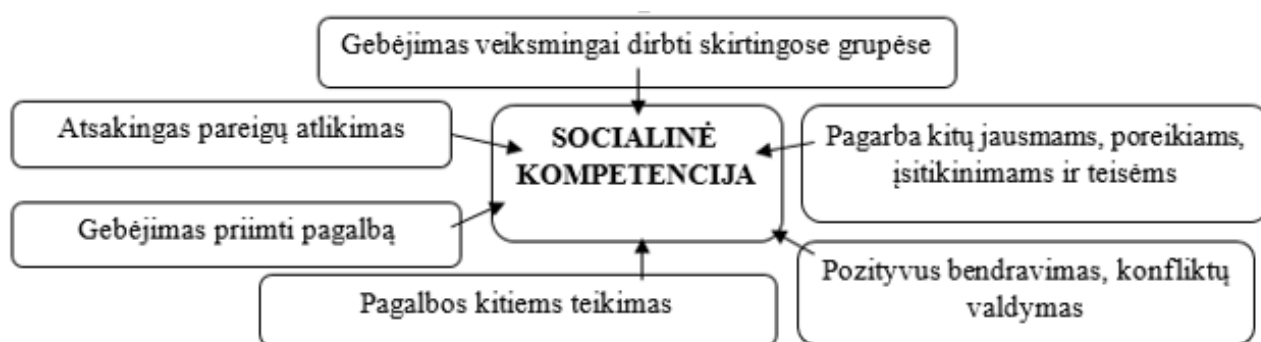 Gebėjimas veiksmingai dirbti skirtingose grupėse
Atsakingas pareigų atlikimas
SOCIALINĖ
KOMPETENCIJA
Pagarba kitų jausmams, poreikiams,
įsitikinimams ir teisėms
Gebėjimas priimti pagalbą
Pagalbos kitiems teikimas
Pozityvus bendravimas, konfliktų
valdymas